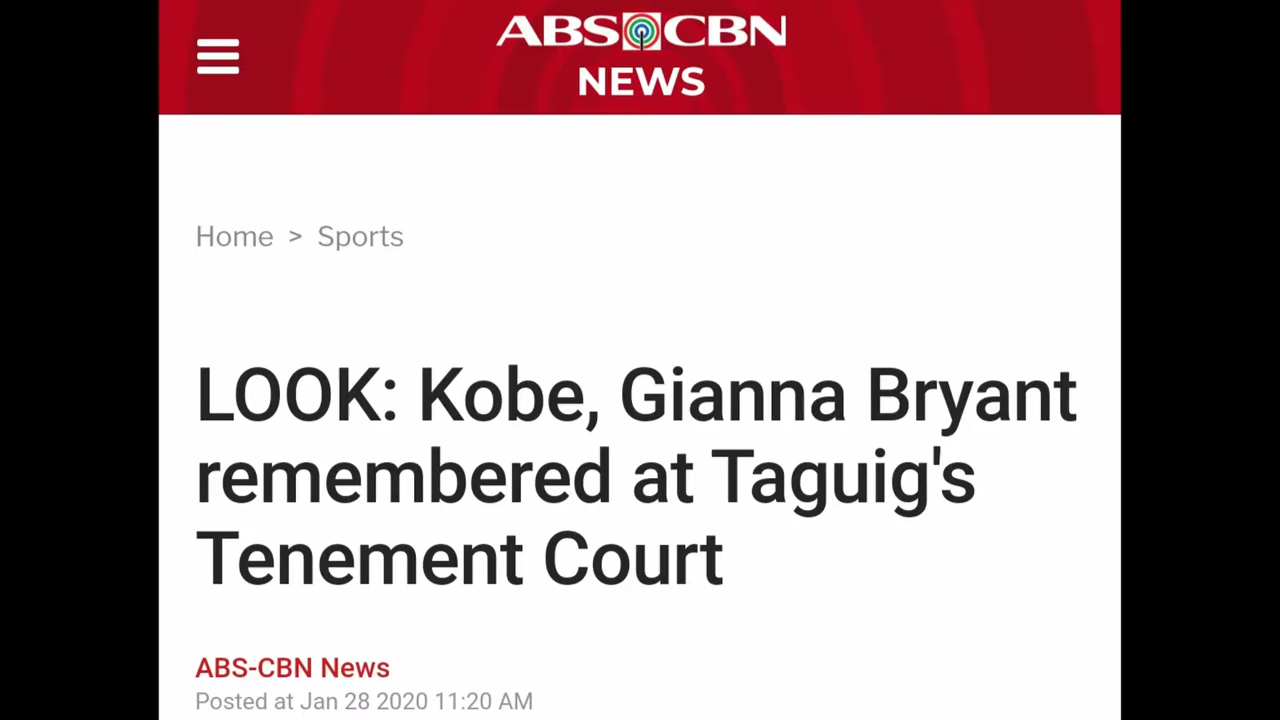 ABS CBN
NEWS
Home > Sports
LOOK: Kobe, Gianna Bryant
remembered at Taguig's
Tenement Court
ABS-CBN News
Posted at Jan 28 2020 11:20 AM